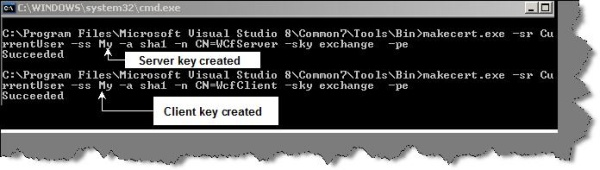 C:\WINDOWS\system32\cmd.exe
C:\Program Files\Microsoft Visual Studio 8\Common7\Tools\Bin>makecert.exe -sr Cu
rrentUser -ss My -a sha1 -n CN=WCfServer -sky exchange  -pe
Succeeded
Server key created
C:\Program Files\Microsoft Visual Studio 8\Common7\Tools\Bin>makecert.exe -sr Cu
rrentUser -ss My -a sha1 -n CN=WcfClient -sky exchange  -pe
Succeeded
Client key created